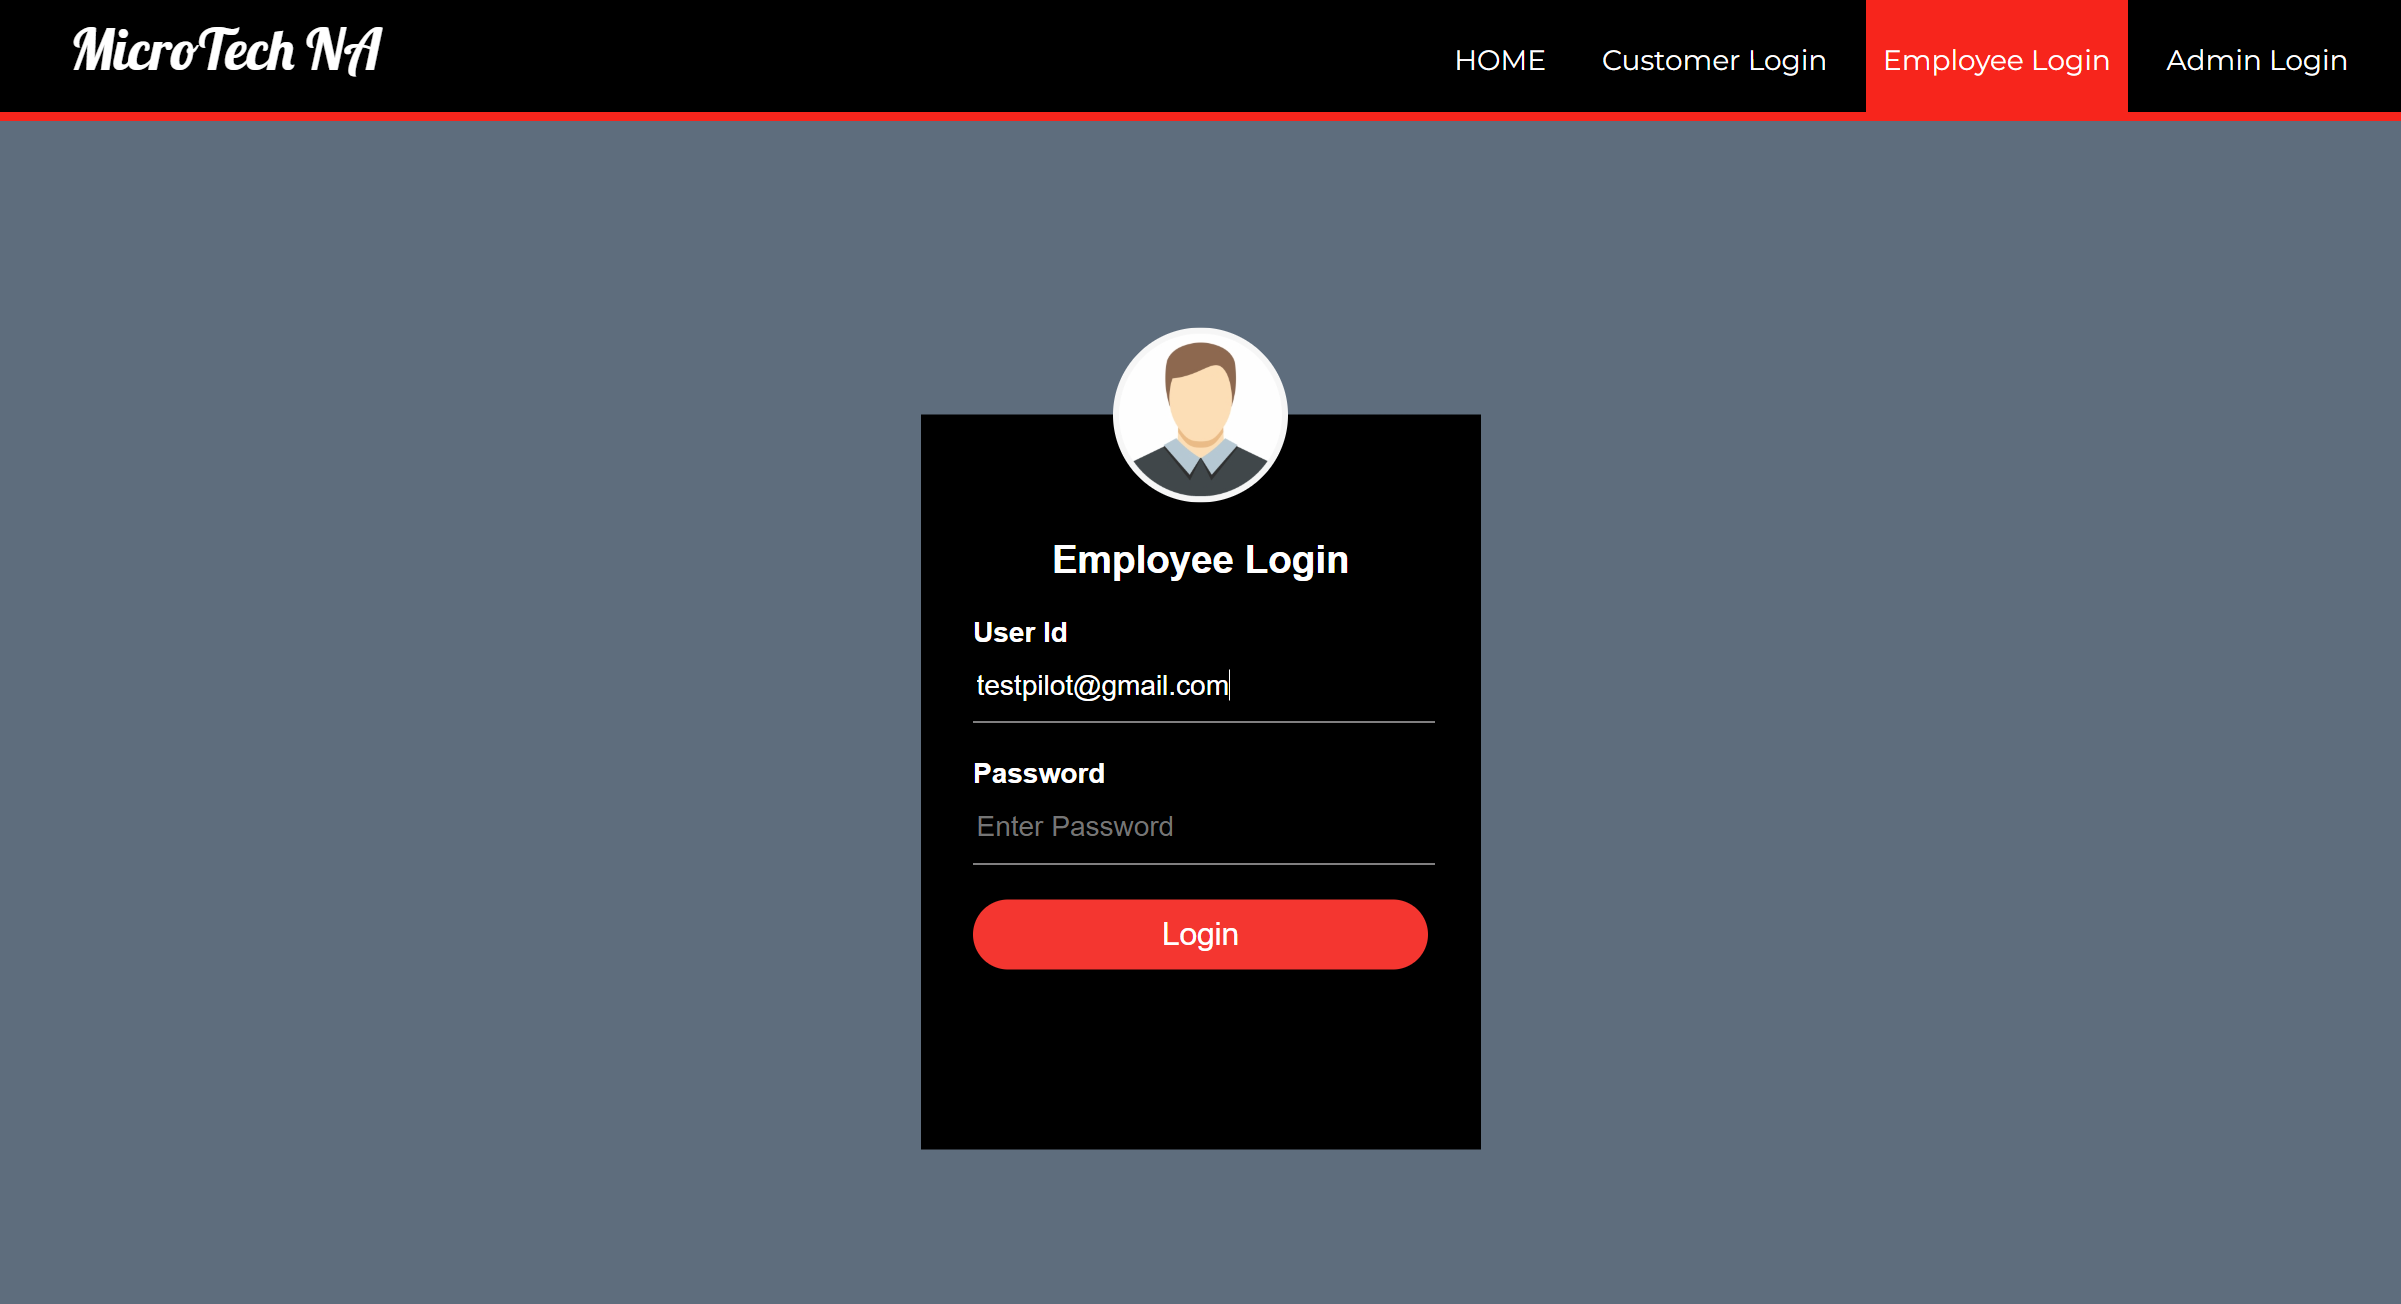 MicroTech NA
HOME Customer Login Employee Login Admin Login
Employee Login
User Id
testpilot@gmail.com
Password
Enter Password
Login